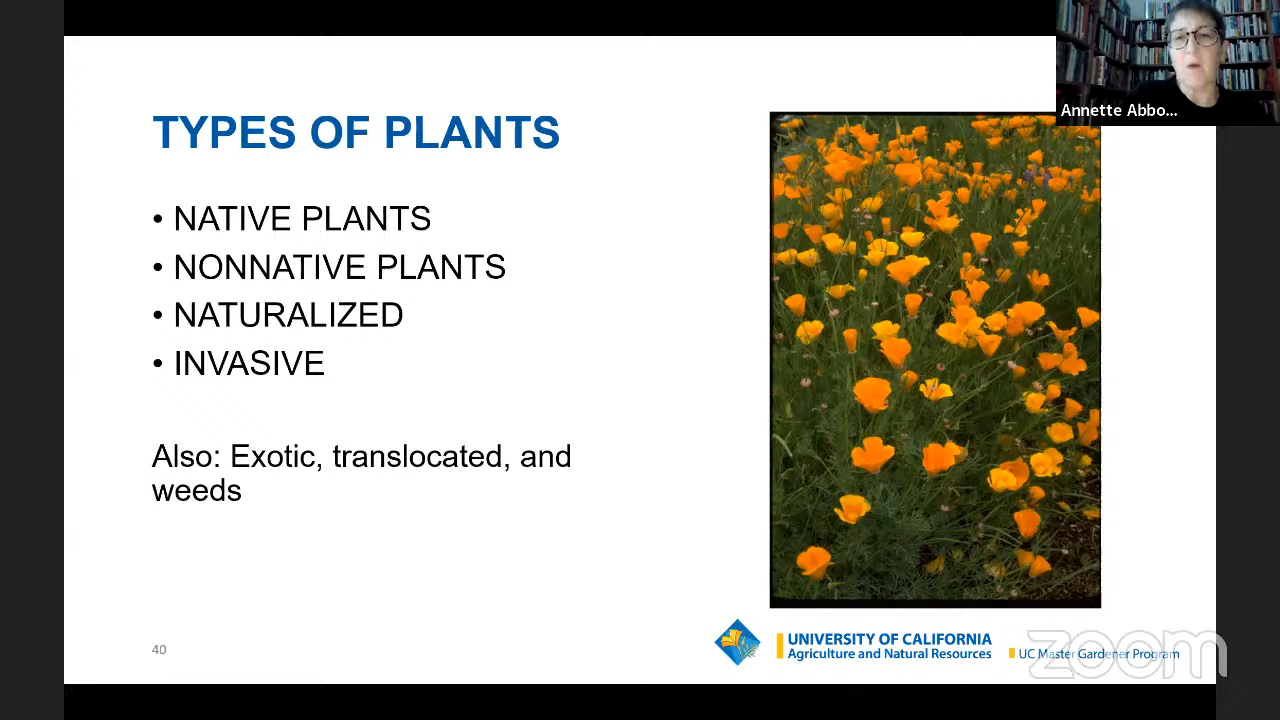 Annette Abbo...
TYPES OF PLANTS
• NATIVE PLANTS
• NONNATIVE PLANTS
• NATURALIZED
• INVASIVE
Also: Exotic, translocated, and
weeds
40
UNIVERSITY OF CALIFORNIA
Agriculture and Natural Resources
UC Master Gardener Program
zoom